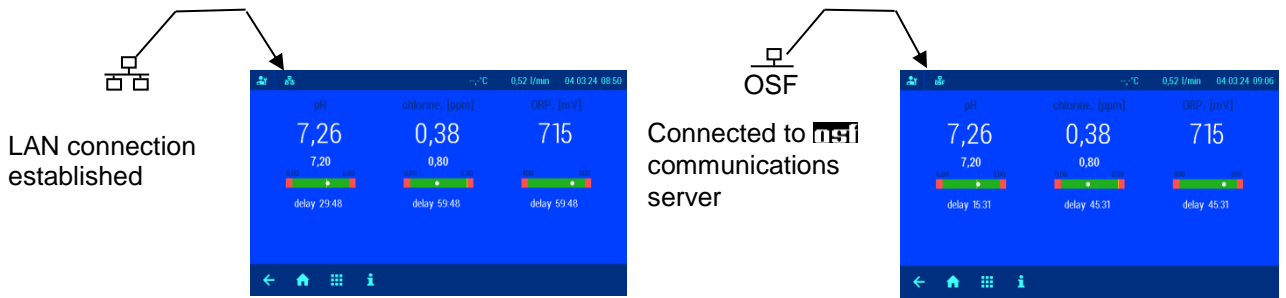 LAN connection
established
--,-°C 0,52 l/min 04.03.24 08:50
pH chlorine, [ppm] ORP, [mV]
7,26 0,38 715
7,20 0,80
delay 29:48 delay 59:48 delay 59:48
OSF
Connected to osf
communications
server
--,-°C 0,52 l/min 04.03.24 09:06
pH chlorine, [ppm] ORP, [mV]
7,26 0,38 715
7,20 0,80
delay 15:31 delay 45:31 delay 45:31